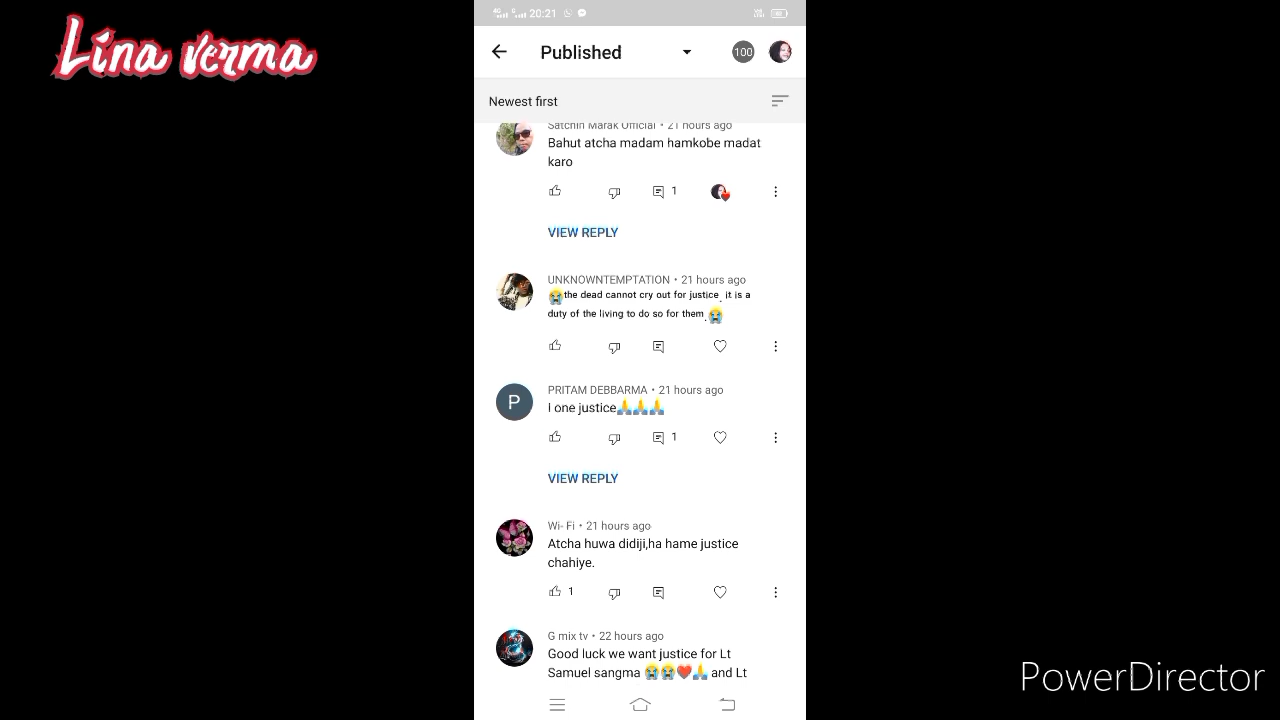 Lina verma
4G 20:21
Published
100
Newest first
Satchin Marak Official • 21 hours ago
Bahut atcha madam hamkobe madat
karo
1
VIEW REPLY
UNKNOWNTEMPTATION • 21 hours ago
😭the dead cannot cry out for justice. it is a
duty of the living to do so for them.😭
PRITAM DEBBARMA • 21 hours ago
I one justice🙏🙏🙏
1
VIEW REPLY
P
Wi- Fi • 21 hours ago
Atcha huwa didiji,ha hame justice
chahiye.
1
G mix tv • 22 hours ago
Good luck we want justice for Lt
Samuel sangma 😭😭❤️🙏 and Lt
PowerDirector